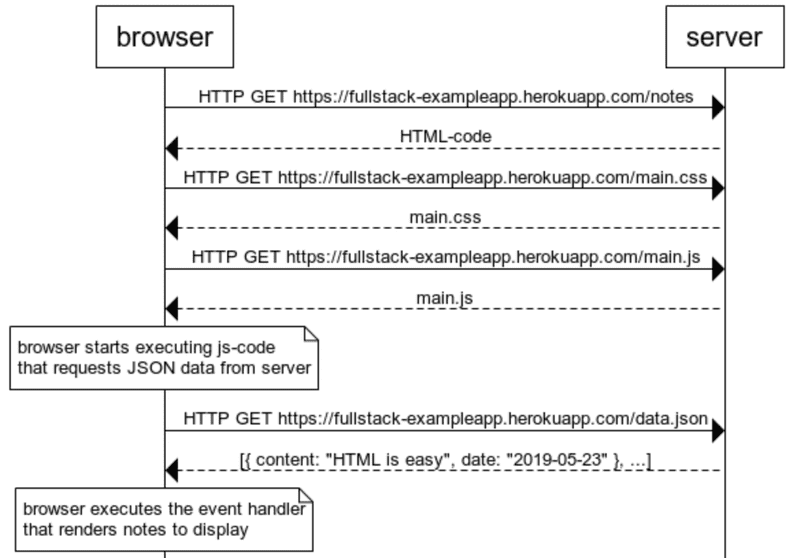 browser
server
HTTP GET https://fullstack-exampleapp.herokuapp.com/notes
HTML-code
HTTP GET https://fullstack-exampleapp.herokuapp.com/main.css
main.css
HTTP GET https://fullstack-exampleapp.herokuapp.com/main.js
main.js
browser starts executing js-code
that requests JSON data from server
HTTP GET https://fullstack-exampleapp.herokuapp.com/data.json
[{ content: "HTML is easy", date: "2019-05-23" }, ...]
browser executes the event handler
that renders notes to display